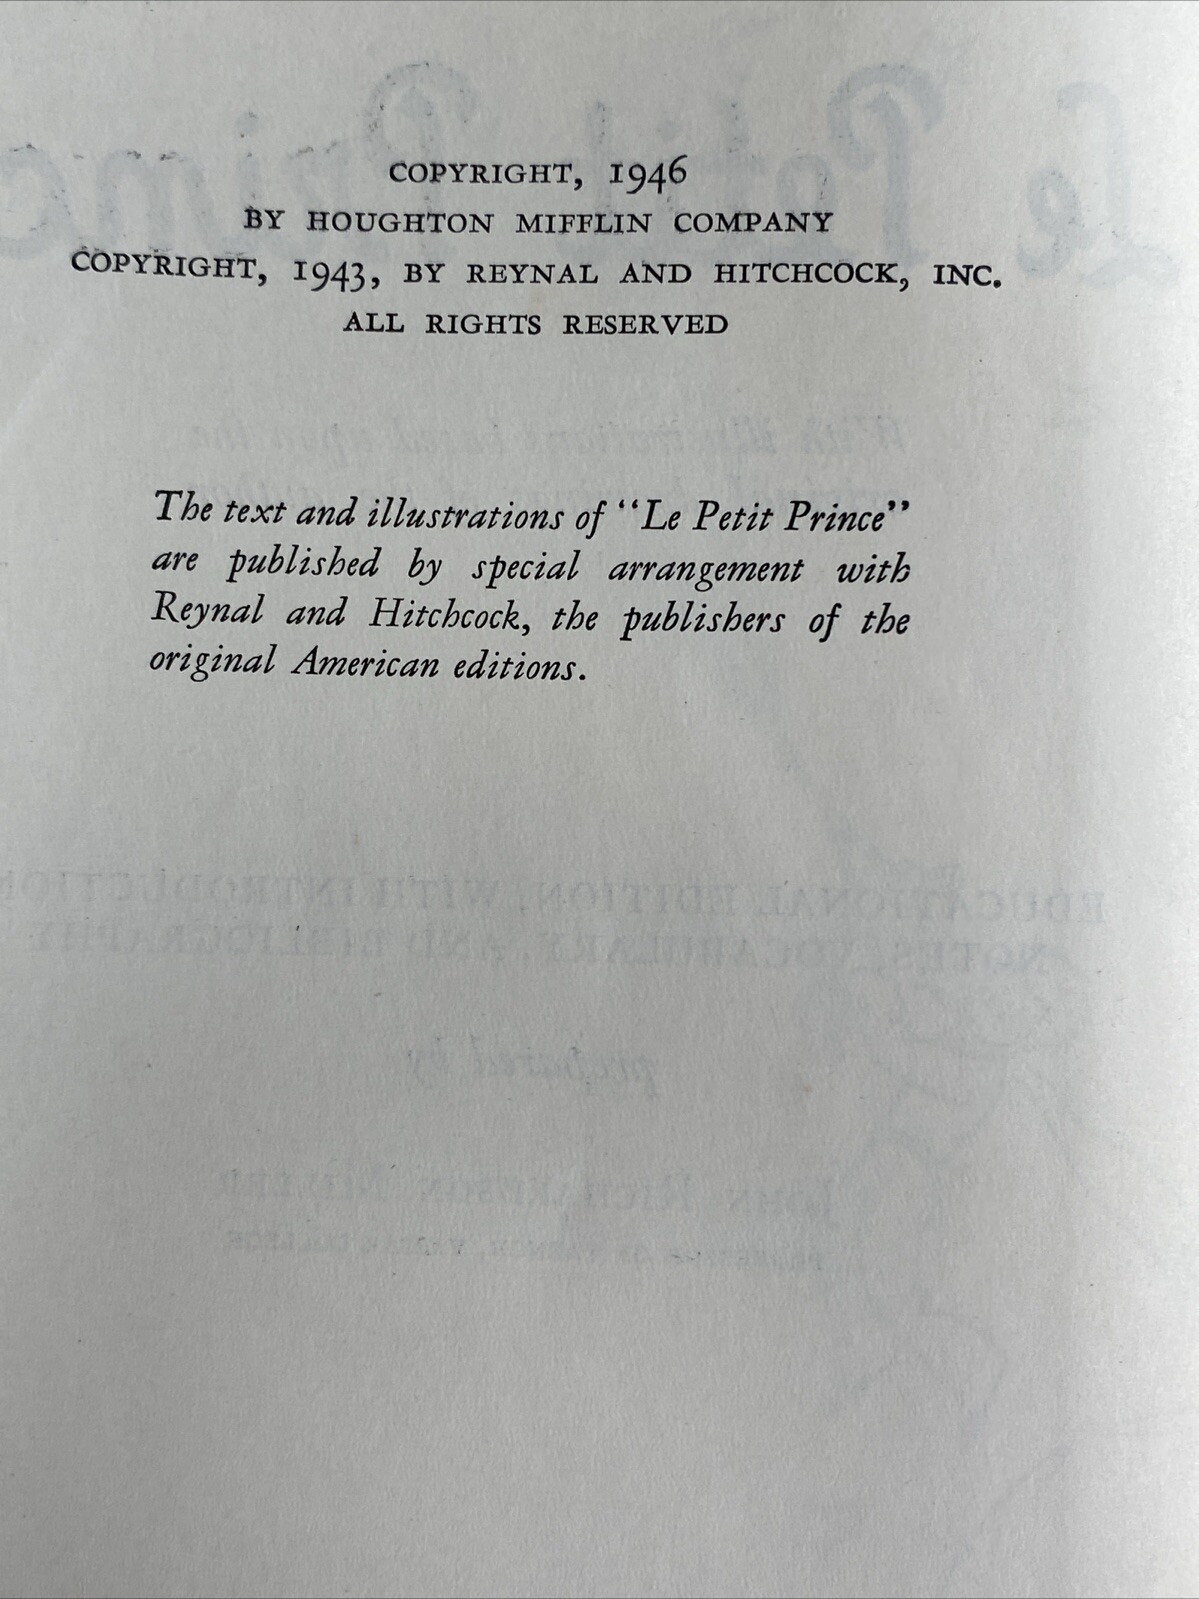 COPYRIGHT, 1946
BY HOUGHTON MIFFLIN COMPANY
COPYRIGHT, 1943, BY REYNAL AND HITCHCOCK, INC.
ALL RIGHTS RESERVED
The text and illustrations of "Le Petit Prince"
are published by special arrangement with
Reynal and Hitchcock, the publishers of the
original American editions.